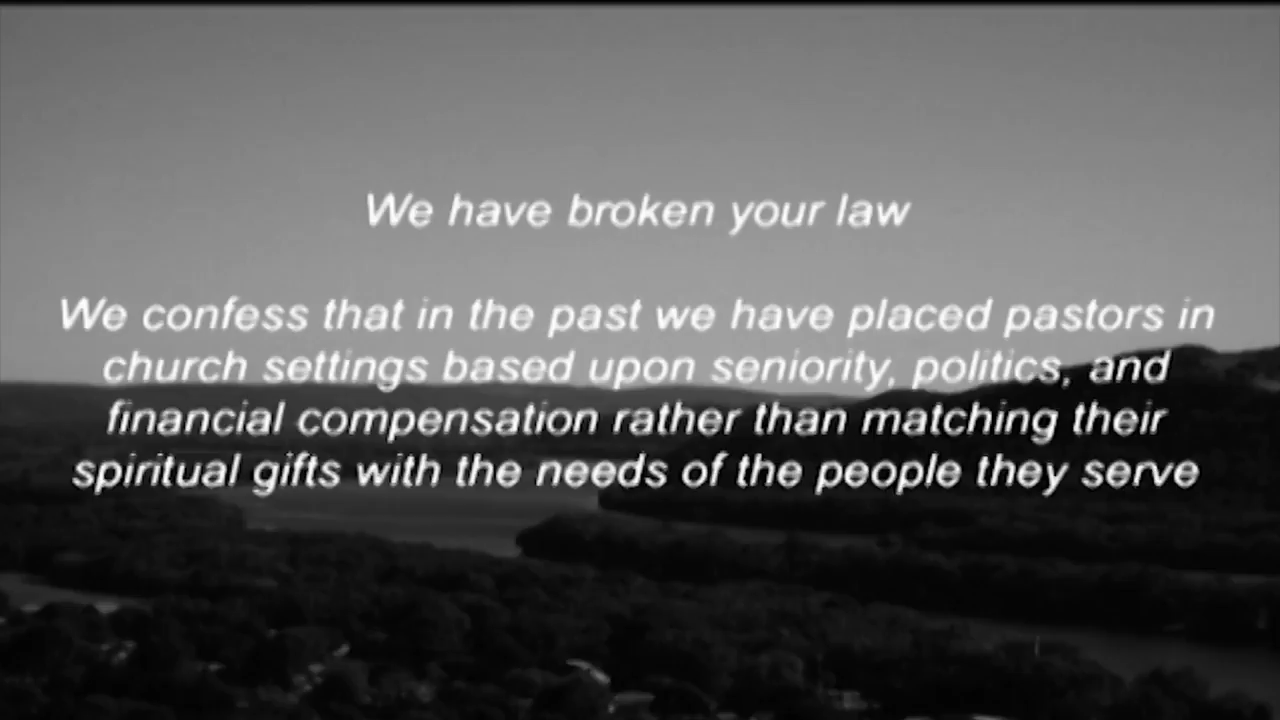 We have broken your law
We confess that in the past we have placed pastors in
church settings based upon seniority, politics, and
financial compensation rather than matching their
spiritual gifts with the needs of the people they serve